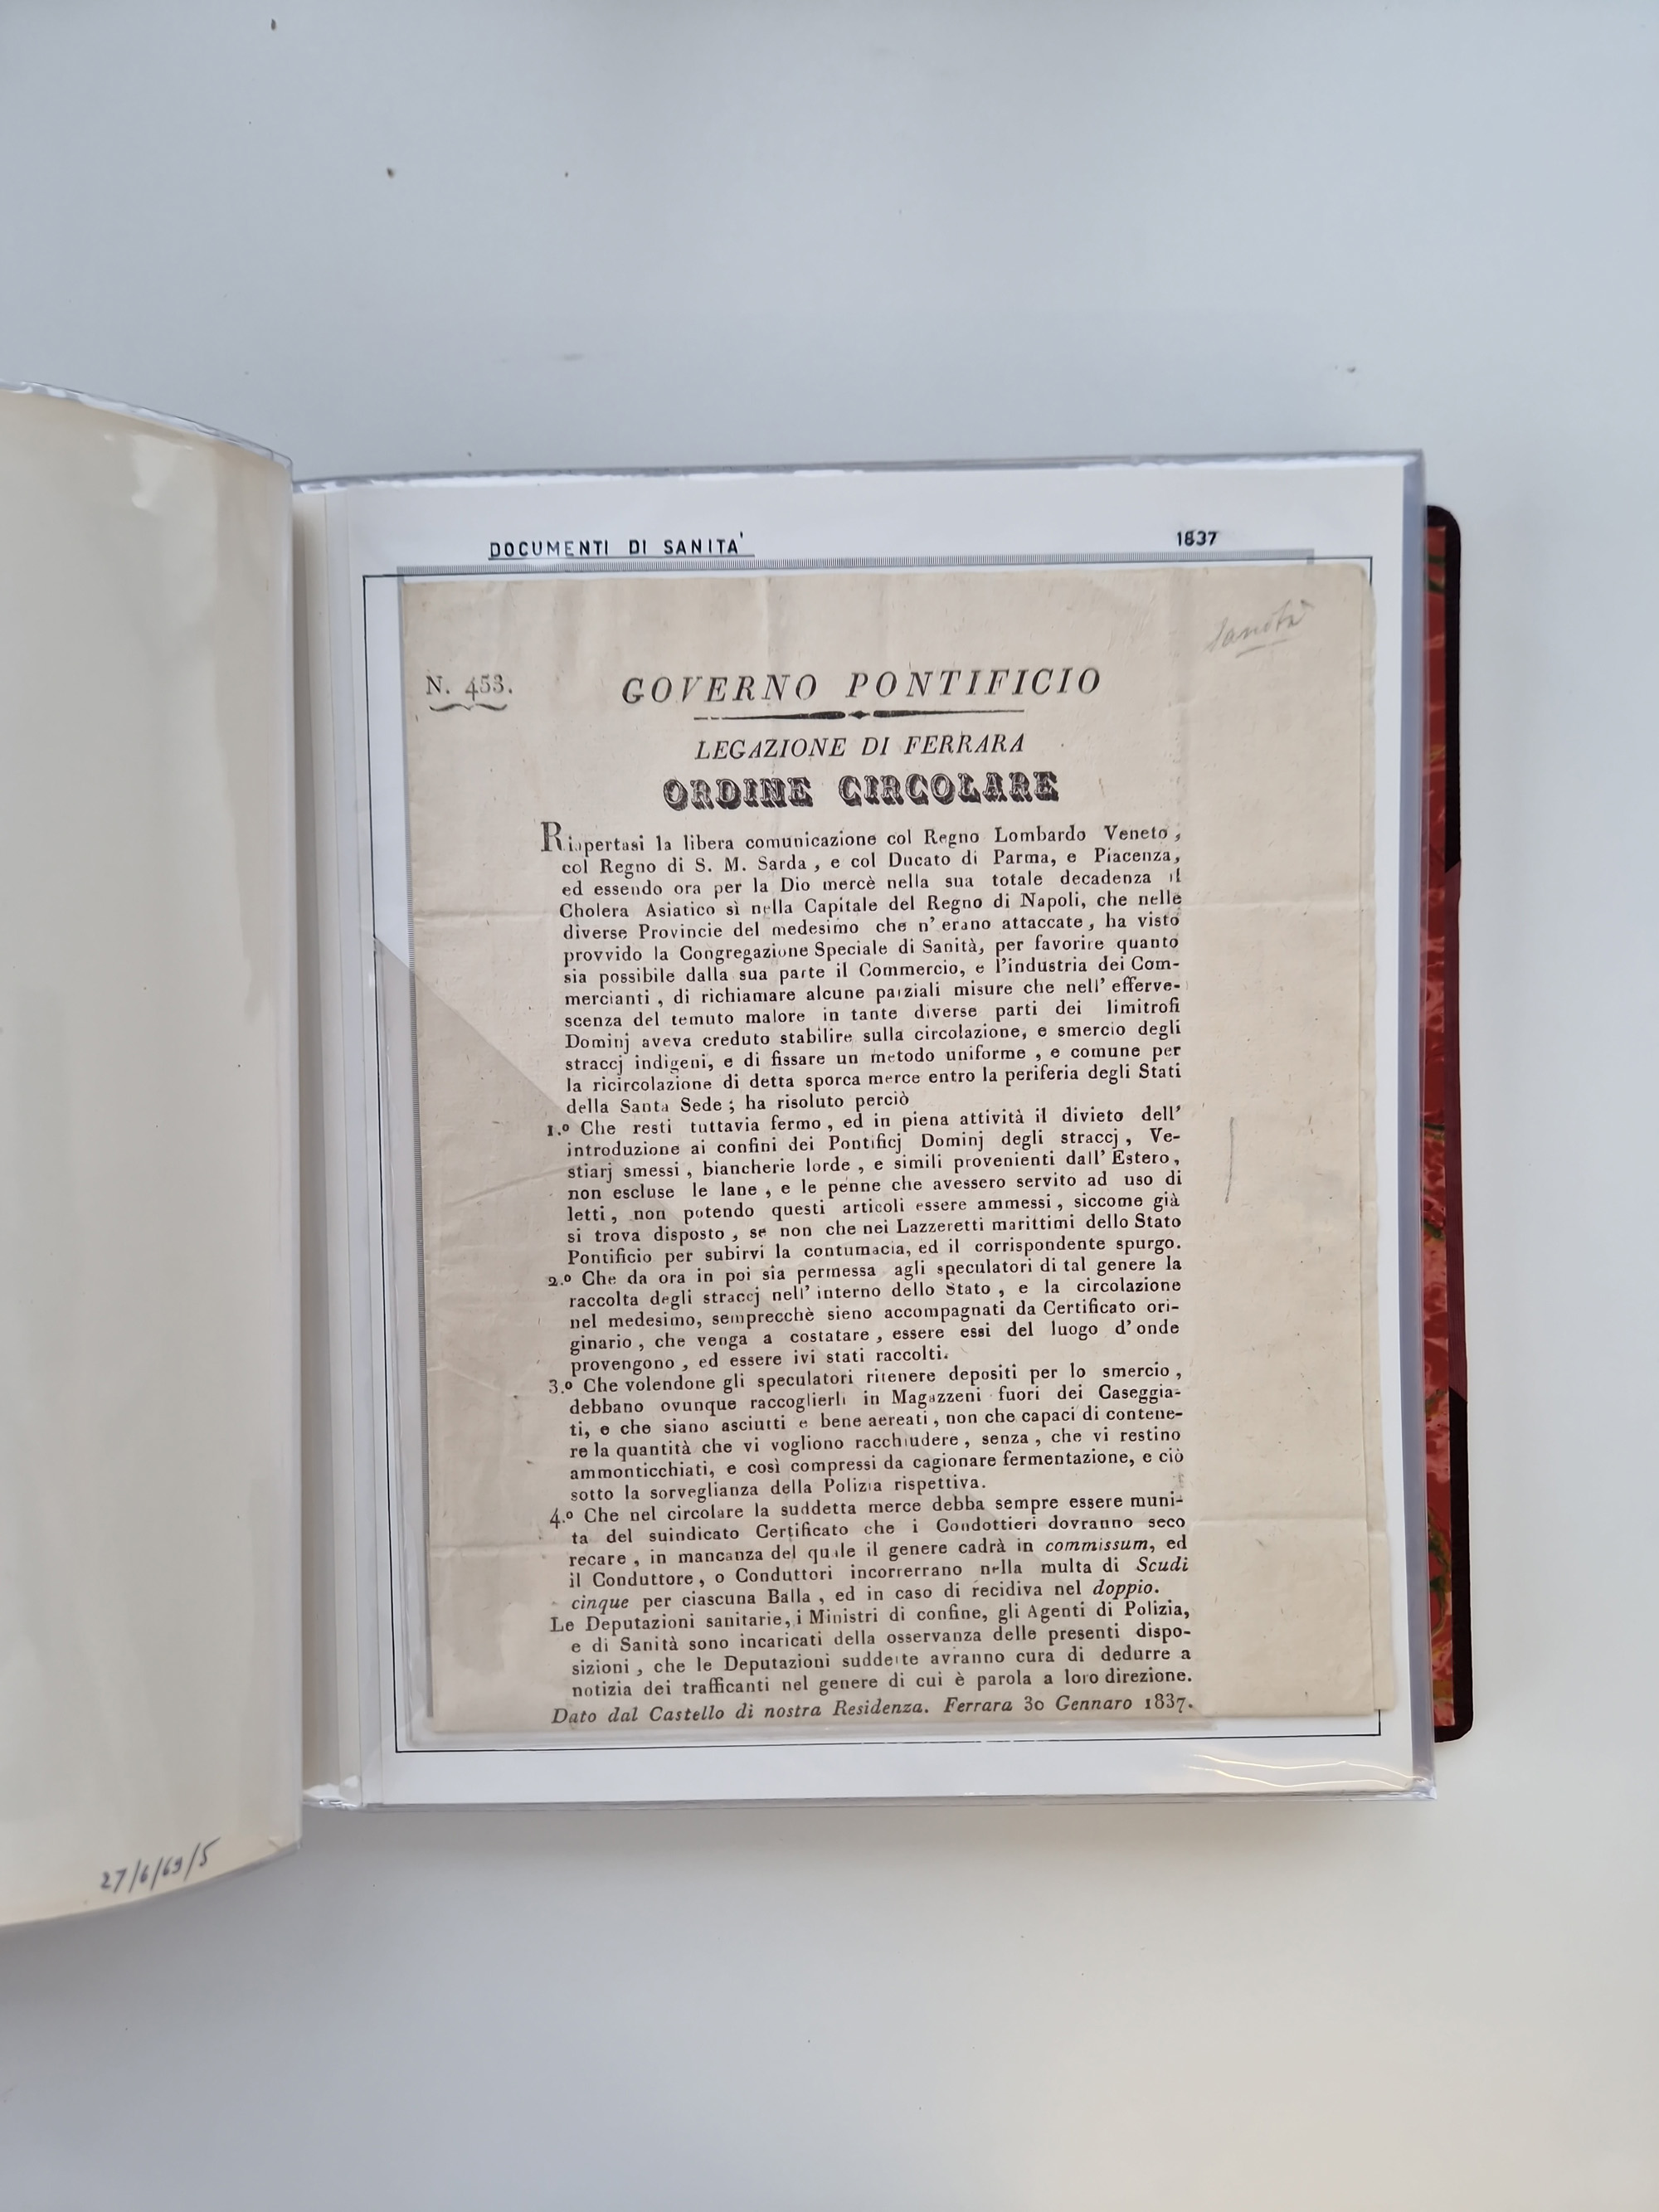 DOCUMENTI DI SANITA'
1837
Sanità
N. 453.
GOVERNO PONTIFICIO
LEGAZIONE DI FERRARA
ORDINE CIRCOLARE
Riapertasi la libera comunicazione col Regno Lombardo Veneto,
col Regno di S. M. Sarda, e col Ducato di Parma, e Piacenza,
ed essendo ora per la Dio mercè nella sua totale decadenza il
Cholera Asiatico sì nella Capitale del Regno di Napoli, che nelle
diverse Provincie del medesimo che n' erano attaccate, ha visto
provvido la Congregazione Speciale di Sanità, per favorire quanto
sia possibile dalla sua parte il Commercio, e l'industria dei Com-
mercianti, di richiamare alcune parziali misure che nell' efferve-
scenza del temuto malore in tante diverse parti dei limitrofi
Dominj aveva creduto stabilire sulla circolazione, e smercio degli
straccj indigeni, e di fissare un metodo uniforme, e comune per
la ricircolazione di detta sporca merce entro la periferia degli Stati
della Santa Sede; ha risoluto perciò
1.º Che resti tuttavia fermo, ed in piena attività il divieto dell'
introduzione ai confini dei Pontificj Dominj degli straccj, Ve-
stiarj smessi, biancherie lorde, e simili provenienti dall' Estero,
non escluse le lane, e le penne che avessero servito ad uso di
letti, non potendo questi articoli essere ammessi, siccome già
si trova disposto, se non che nei Lazzeretti marittimi dello Stato
Pontificio per subirvi la contumacia, ed il corrispondente spurgo.
2.º Che da ora in poi sia permessa agli speculatori di tal genere la
raccolta degli straccj nell' interno dello Stato, e la circolazione
nel medesimo, semprecchè sieno accompagnati da Certificato ori-
ginario, che venga a costatare, essere essi del luogo d' onde
provengono, ed essere ivi stati raccolti.
3.º Che volendone gli speculatori ritenere depositi per lo smercio,
debbano ovunque raccoglierli in Magazzeni fuori dei Caseggia-
ti, e che siano asciutti e bene aereati, non che capaci di contene-
re la quantità che vi vogliono racchiudere, senza, che vi restino
ammonticchiati, e così compressi da cagionare fermentazione, e ciò
sotto la sorveglianza della Polizia rispettiva.
4.º Che nel circolare la suddetta merce debba sempre essere muni-
ta del suindicato Certificato che i Condottieri dovranno seco
recare, in mancanza del quale il genere cadrà in commissum, ed
il Conduttore, o Conduttori incorrerrano nella multa di Scudi
cinque per ciascuna Balla, ed in caso di recidiva nel doppio.
Le Deputazioni sanitarie, i Ministri di confine, gli Agenti di Polizia,
e di Sanità sono incaricati della osservanza delle presenti dispo-
sizioni, che le Deputazioni suddette avranno cura di dedurre a
notizia dei trafficanti nel genere di cui è parola a loro direzione.
Dato dal Castello di nostra Residenza. Ferrara 30 Gennaro 1837.
27/6/69/5